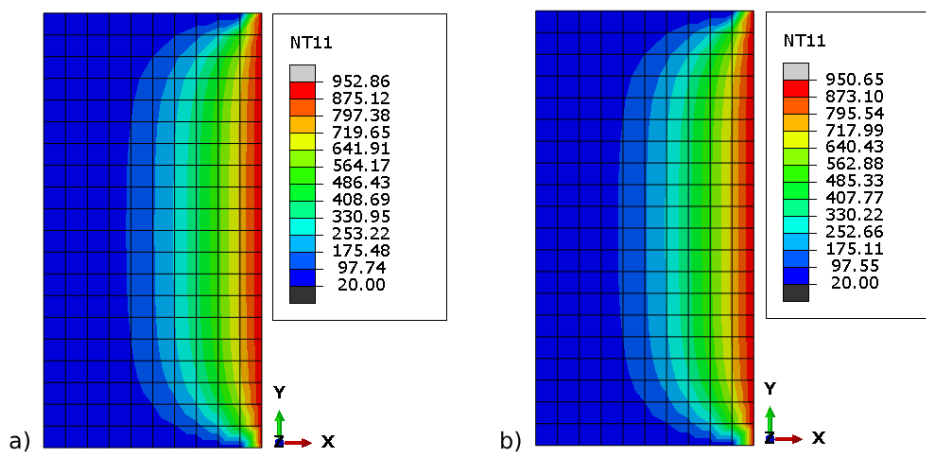 NT11
952.86
875.12
797.38
719.65
641.91
564.17
486.43
408.69
330.95
253.22
175.48
97.74
20.00
Y
Z
X
a)
NT11
950.65
873.10
795.54
717.99
640.43
562.88
485.33
407.77
330.22
252.66
175.11
97.55
20.00
Y
Z
X
b)